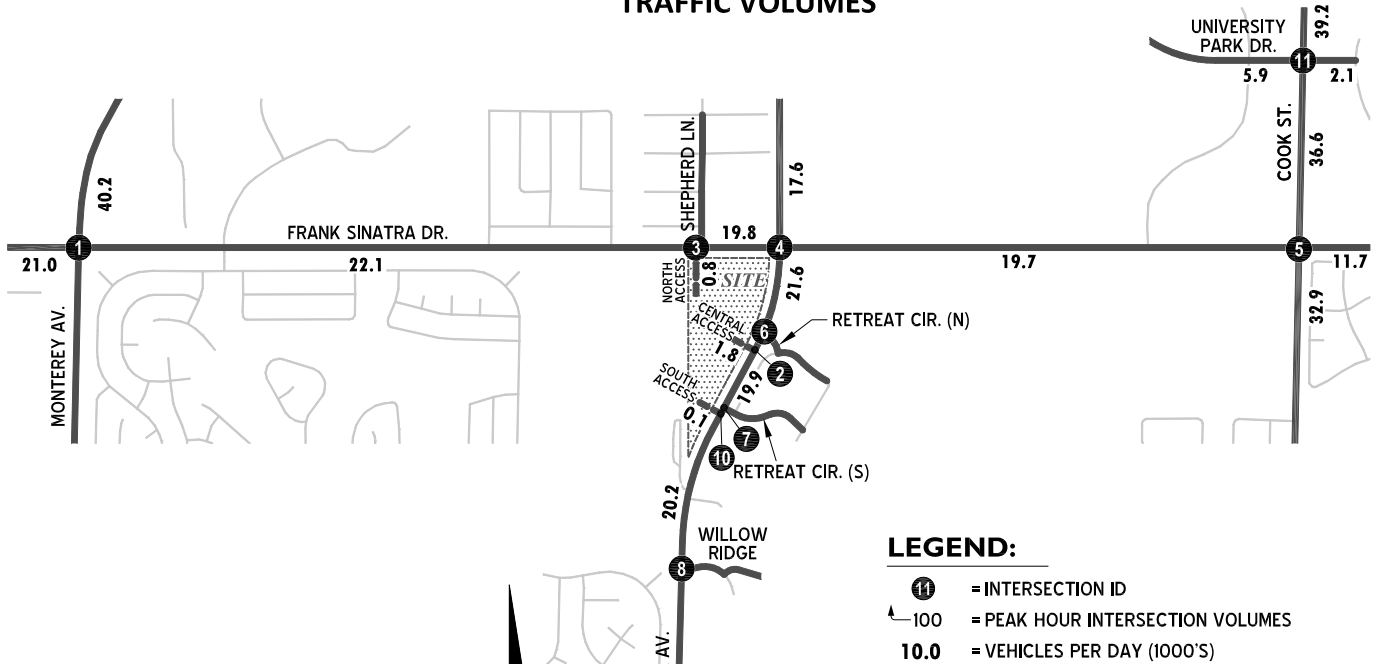 TRAFFIC VOLUMES
39.2
UNIVERSITY
PARK DR.
11
5.9
2.1
COOK ST.
36.6
40.2
SHEPHERD LN.
17.6
FRANK SINATRA DR.
19.8
1
3
4
5
21.0
22.1
19.7
11.7
NORTH
ACCESS
0.8
SITE
21.6
32.9
MONTEREY AV.
CENTRAL
ACCESS
1.8
6
RETREAT CIR. (N)
2
SOUTH
ACCESS
0.1
19.9
7
10
RETREAT CIR. (S)
20.2
WILLOW
RIDGE
8
AV.
LEGEND:
11 = INTERSECTION ID
100 = PEAK HOUR INTERSECTION VOLUMES
10.0 = VEHICLES PER DAY (1000'S)